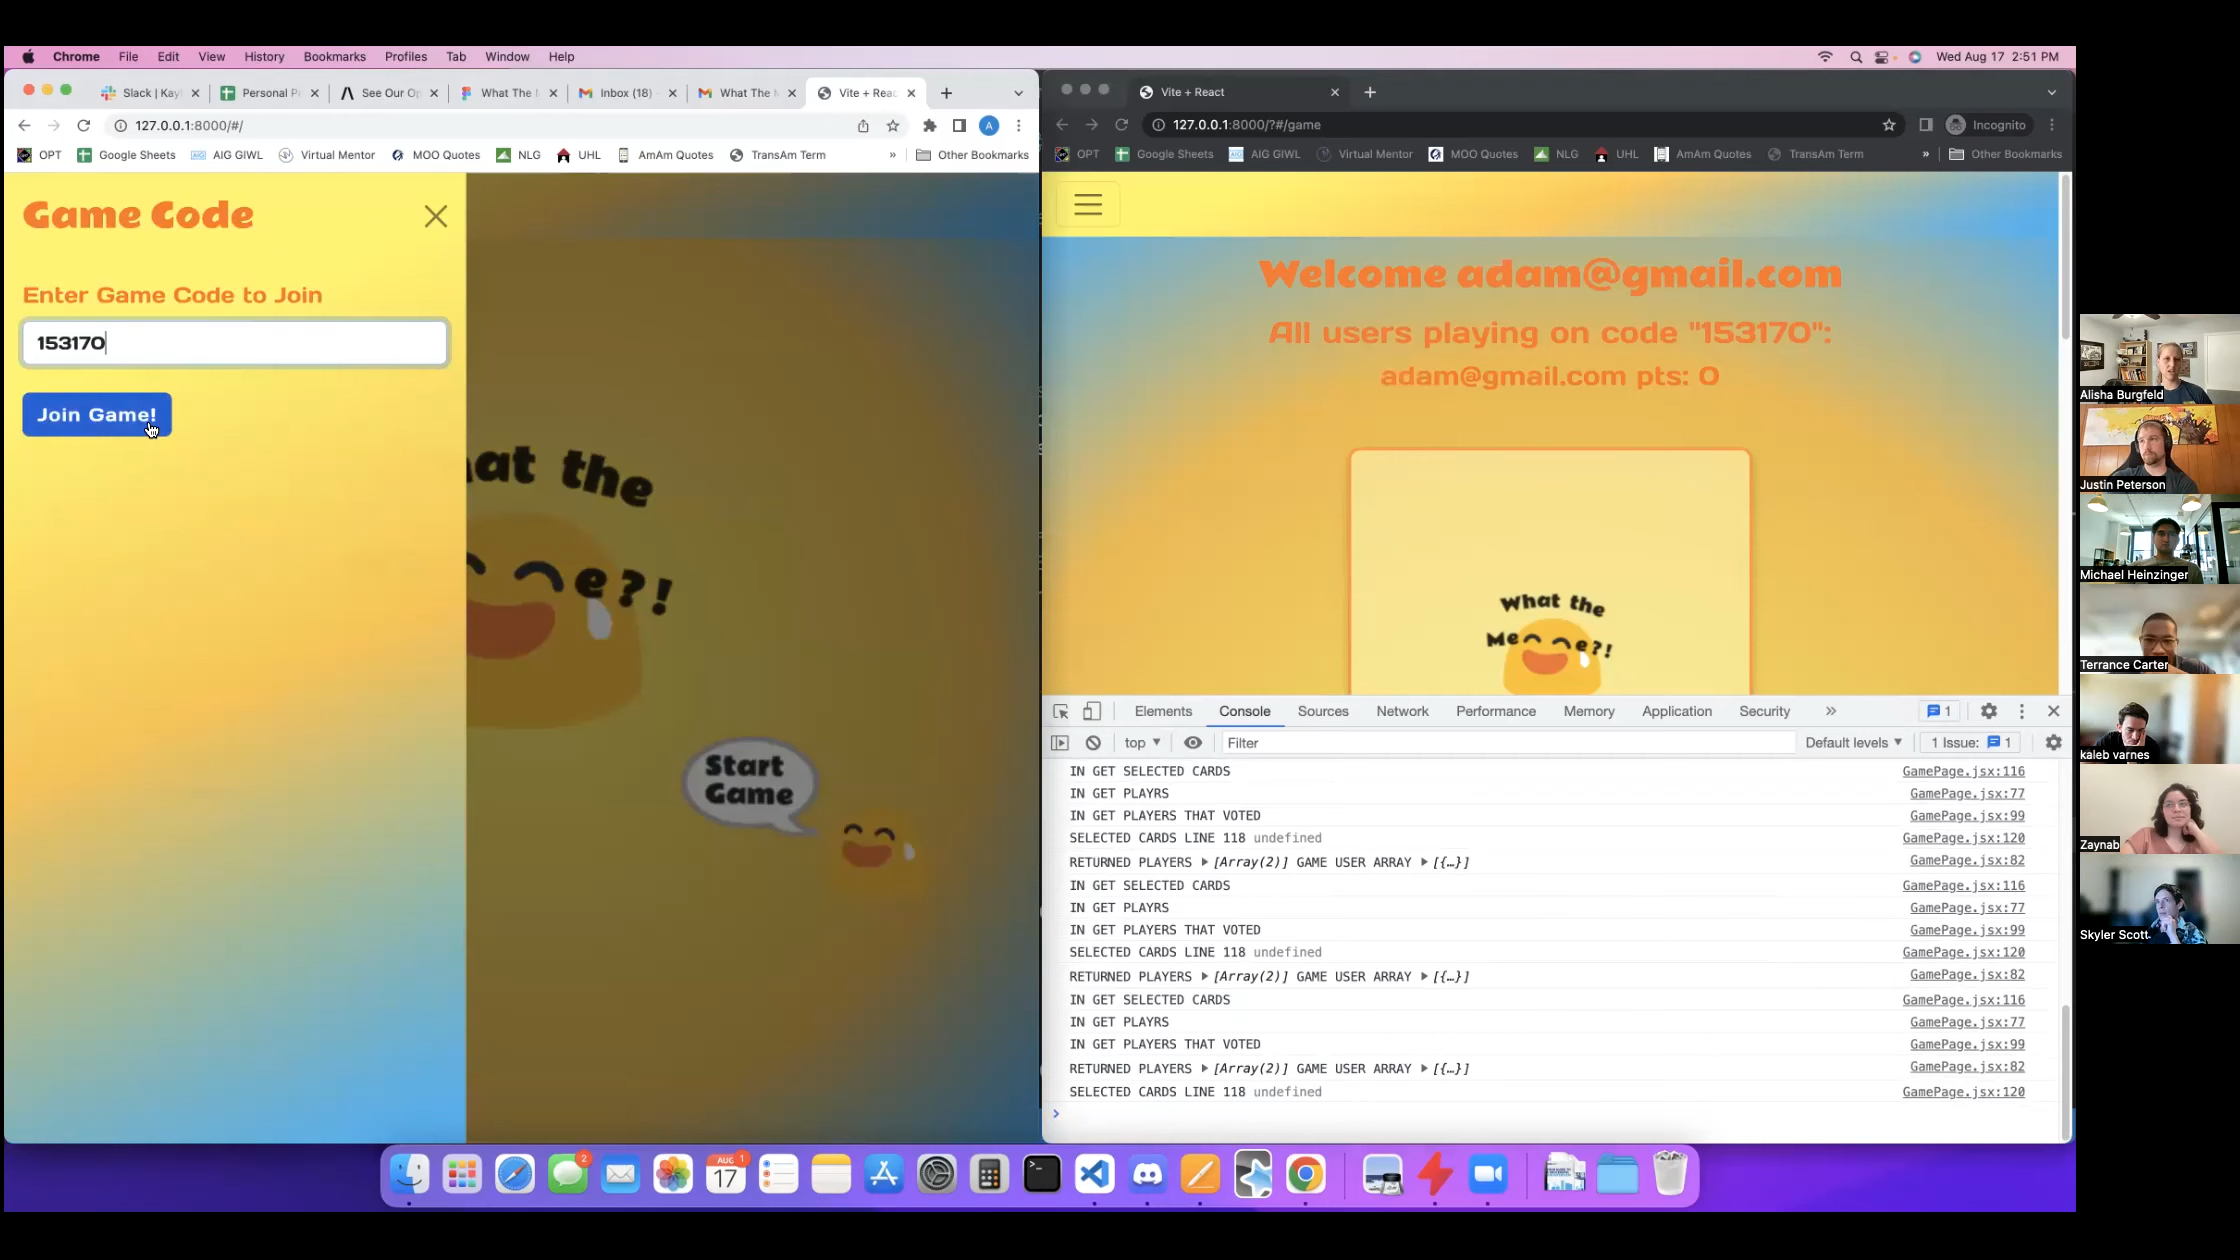 Chrome File Edit View History Bookmarks Profiles Tab Window Help
Wed Aug 17 2:51 PM
Slack | Kay
Personal P
See Our Op
What The
Inbox (18) -
What The
Vite + Reac
127.0.0.1:8000/#/
A
OPT Google Sheets AIG GIWL Virtual Mentor MOO Quotes NLG UHL AmAm Quotes TransAm Term » Other Bookmarks
Game Code
Enter Game Code to Join
153170
Join Game!
at the
e?!
Start
Game
Vite + React
127.0.0.1:8000/?#/game
Incognito
OPT Google Sheets AIG GIWL Virtual Mentor MOO Quotes NLG UHL AmAm Quotes TransAm Term » Other Bookmarks
Welcome adam@gmail.com
All users playing on code "153170":
adam@gmail.com pts: 0
What the
Me e?!
Elements Console Sources Network Performance Memory Application Security » 1
top Filter Default levels 1 Issue: 1
IN GET SELECTED CARDS GamePage.jsx:116
IN GET PLAYRS GamePage.jsx:77
IN GET PLAYERS THAT VOTED GamePage.jsx:99
SELECTED CARDS LINE 118 undefined GamePage.jsx:120
RETURNED PLAYERS [Array(2)] GAME USER ARRAY [{…}] GamePage.jsx:82
IN GET SELECTED CARDS GamePage.jsx:116
IN GET PLAYRS GamePage.jsx:77
IN GET PLAYERS THAT VOTED GamePage.jsx:99
SELECTED CARDS LINE 118 undefined GamePage.jsx:120
RETURNED PLAYERS [Array(2)] GAME USER ARRAY [{…}] GamePage.jsx:82
IN GET SELECTED CARDS GamePage.jsx:116
IN GET PLAYRS GamePage.jsx:77
IN GET PLAYERS THAT VOTED GamePage.jsx:99
RETURNED PLAYERS [Array(2)] GAME USER ARRAY [{…}] GamePage.jsx:82
SELECTED CARDS LINE 118 undefined GamePage.jsx:120
>
2
AUG 1
17
Alisha Burgfeld
Justin Peterson
Michael Heinzinger
Terrance Carter
kaleb varnes
Zaynab
Skyler Scott